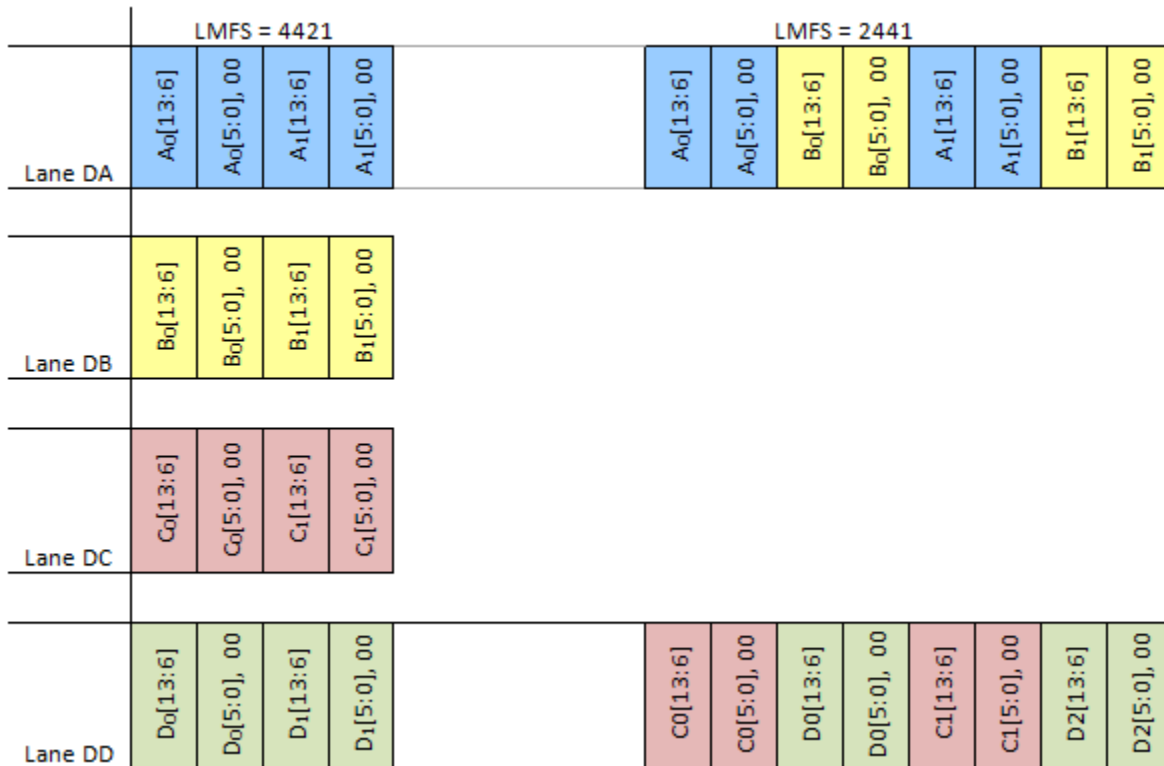 LMFS = 4421
LMFS = 2441
Lane DA
A₀[13:6]
A₀[5:0], 00
A₁[13:6]
A₁[5:0], 00
A₀[13:6]
A₀[5:0], 00
B₀[13:6]
B₀[5:0], 00
A₁[13:6]
A₁[5:0], 00
B₁[13:6]
B₁[5:0], 00
Lane DB
B₀[13:6]
B₀[5:0], 00
B₁[13:6]
B₁[5:0], 00
Lane DC
C₀[13:6]
C₀[5:0], 00
C₁[13:6]
C₁[5:0], 00
Lane DD
D₀[13:6]
D₀[5:0], 00
D₁[13:6]
D₁[5:0], 00
C0[13:6]
C0[5:0], 00
D0[13:6]
D0[5:0], 00
C1[13:6]
C1[5:0], 00
D2[13:6]
D2[5:0], 00